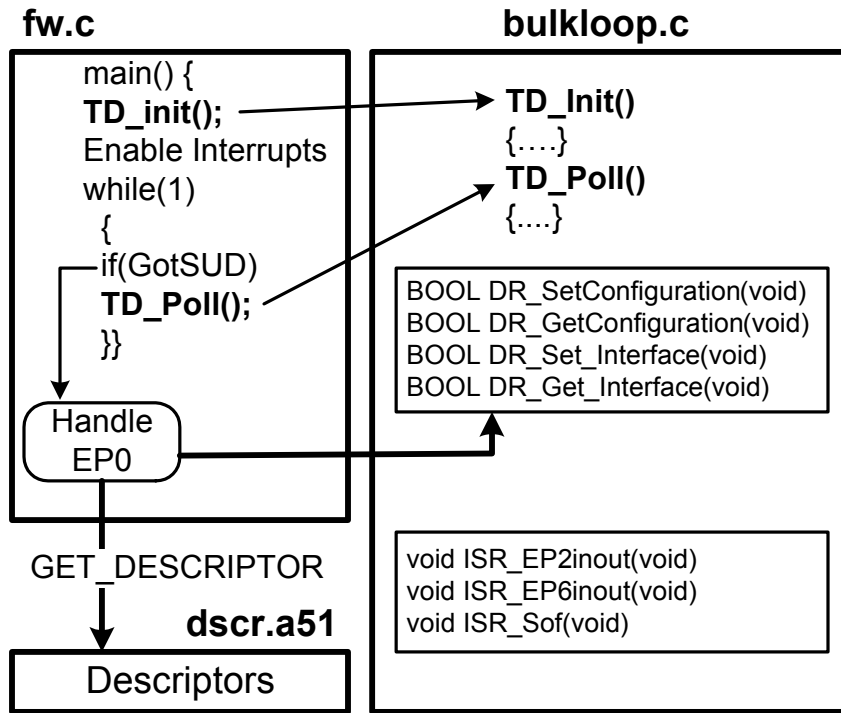 fw.c
main() {
TD_init();
Enable Interrupts
while(1)
{
if(GotSUD)
TD_Poll();
}}
Handle
EP0
GET_DESCRIPTOR
dscr.a51
Descriptors
bulkloop.c
TD_Init()
{....}
TD_Poll()
{....}
BOOL DR_SetConfiguration(void)
BOOL DR_GetConfiguration(void)
BOOL DR_Set_Interface(void)
BOOL DR_Get_Interface(void)
void ISR_EP2inout(void)
void ISR_EP6inout(void)
void ISR_Sof(void)